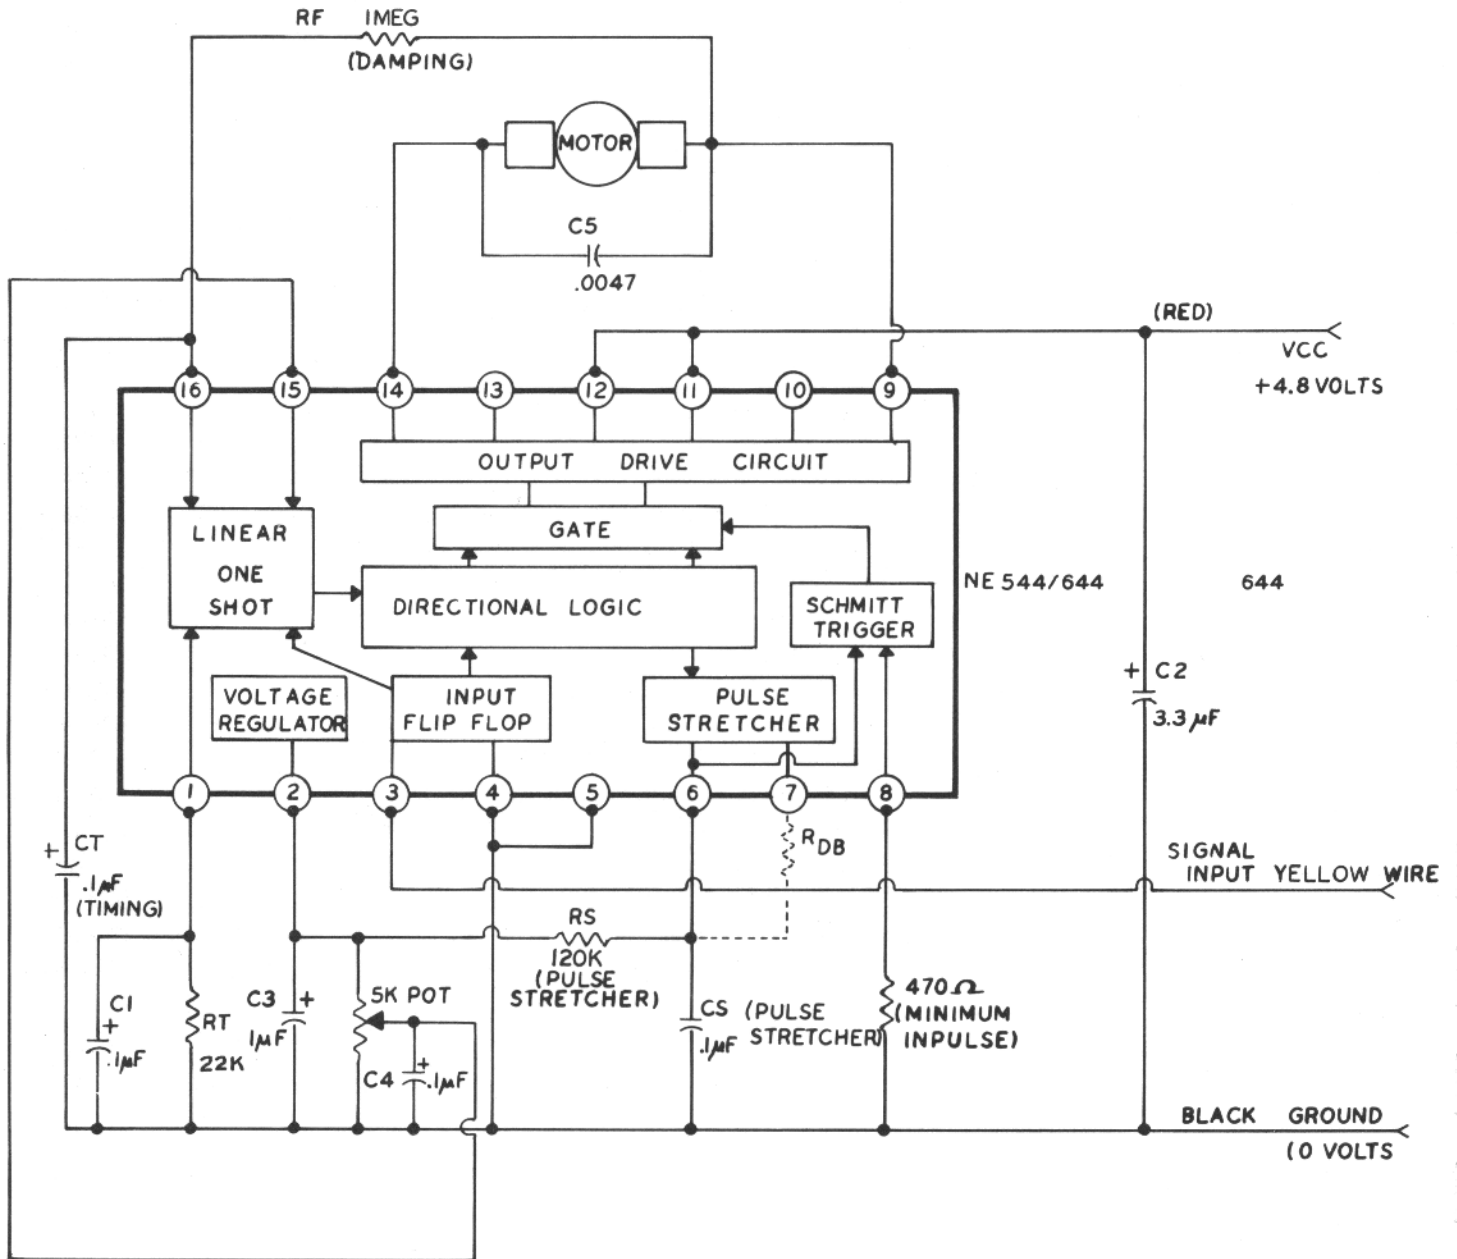 RF 1MEG
(DAMPING)
MOTOR
C5
.0047
(RED)
VCC
+4.8 VOLTS
16 15 14 13 12 11 10 9
OUTPUT DRIVE CIRCUIT
LINEAR
ONE
SHOT
GATE
DIRECTIONAL LOGIC
SCHMITT
TRIGGER
NE 544/644
644
VOLTAGE
REGULATOR
INPUT
FLIP FLOP
PULSE
STRETCHER
+ C2
3.3 µF
1 2 3 4 5 6 7 8
+ CT
.1µF
(TIMING)
RDB
SIGNAL
INPUT YELLOW WIRE
RS
120K
(PULSE
STRETCHER)
C1
+
.1µF
RT
22K
C3 +
1µF
5K POT
C4 +
.1µF
CS (PULSE
.1µF STRETCHER)
470Ω
(MINIMUM
INPULSE)
BLACK GROUND
(0 VOLTS